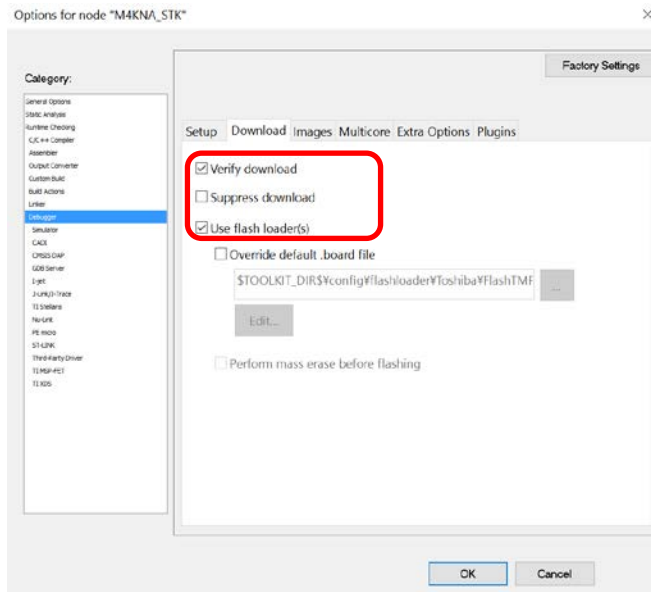 Options for node "M4KNA_STK"
Factory Settings
Category:
General Options
Static Analysis
Runtime Checking
C/C++ Compiler
Assembler
Output Converter
Custom Build
Build Actions
Linker
Debugger
Simulator
CADI
CMSIS DAP
GDB Server
I-jet
J-Link/J-Trace
TI Stellaris
Nu-Link
PE micro
ST-LINK
Third-Party Driver
TI MSP-FET
TI XDS
Setup Download Images Multicore Extra Options Plugins
Verify download
Suppress download
Use flash loader(s)
Override default .board file
$TOOLKIT_DIR$¥config¥flashloader¥Toshiba¥FlashTMF
...
Edit...
Perform mass erase before flashing
OK Cancel